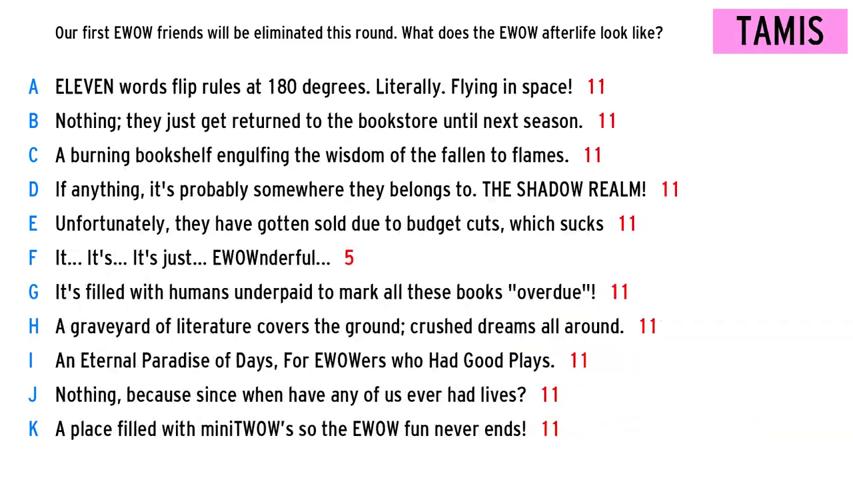 Our first EWOW friends will be eliminated this round. What does the EWOW afterlife look like?
TAMIS
A ELEVEN words flip rules at 180 degrees. Literally. Flying in space! 11
B Nothing; they just get returned to the bookstore until next season. 11
C A burning bookshelf engulfing the wisdom of the fallen to flames. 11
D If anything, it's probably somewhere they belongs to. THE SHADOW REALM! 11
E Unfortunately, they have gotten sold due to budget cuts, which sucks 11
F It... It's... It's just... EWOWnderful... 5
G It's filled with humans underpaid to mark all these books "overdue"! 11
H A graveyard of literature covers the ground; crushed dreams all around. 11
I An Eternal Paradise of Days, For EWOWers who Had Good Plays. 11
J Nothing, because since when have any of us ever had lives? 11
K A place filled with miniTWOW’s so the EWOW fun never ends! 11